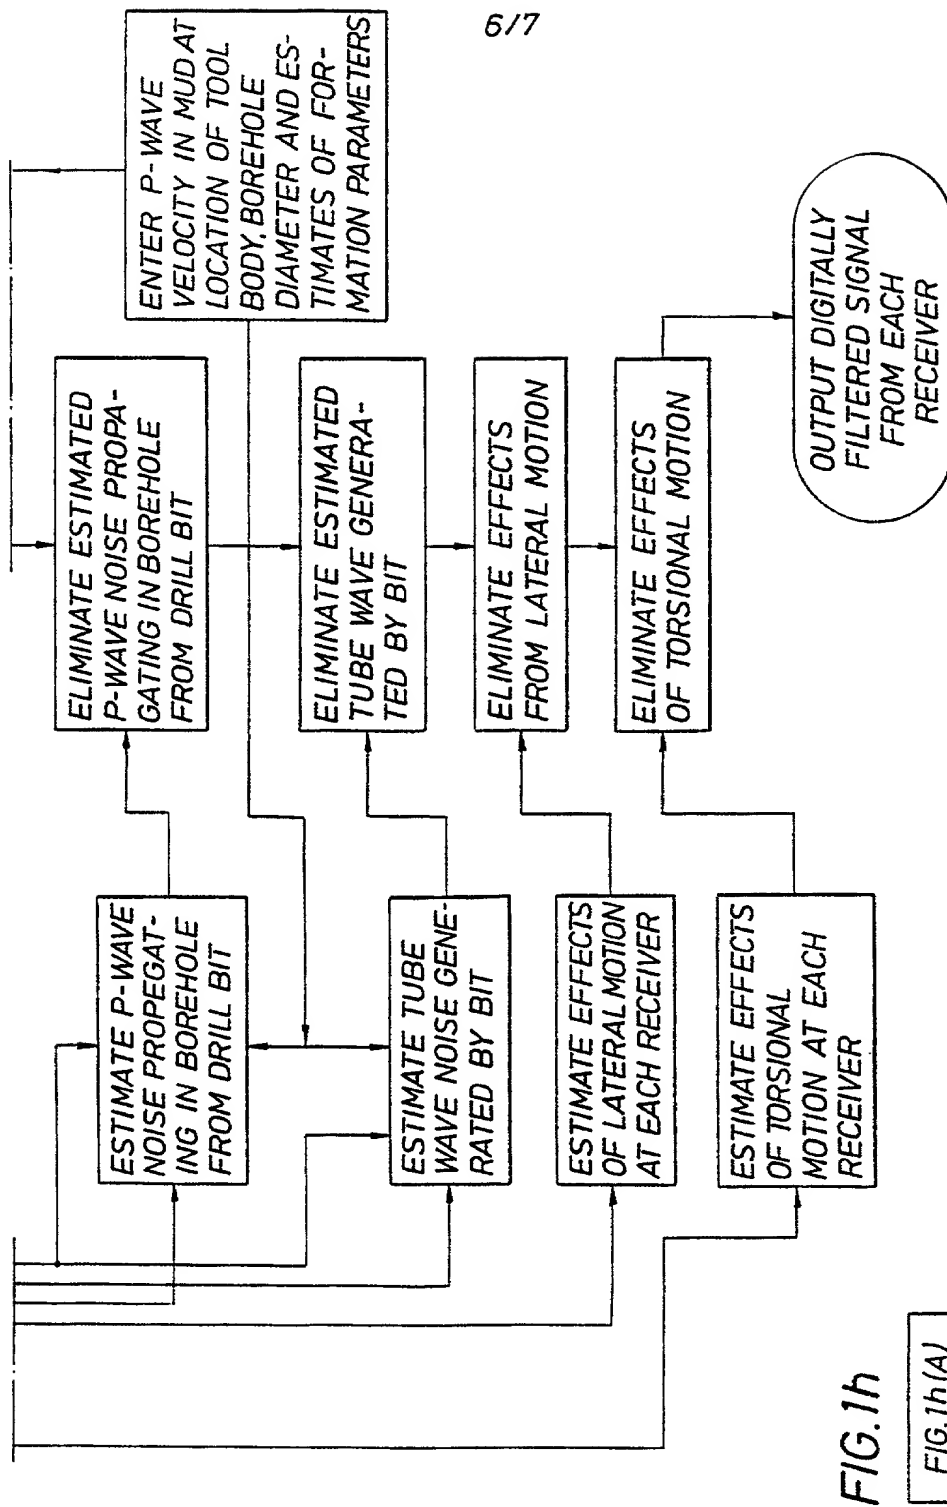 6/7
ENTER P-WAVE
VELOCITY IN MUD AT
LOCATION OF TOOL
BODY, BOREHOLE
DIAMETER AND ES-
TIMATES OF FOR-
MATION PARAMETERS
ELIMINATE ESTIMATED
P-WAVE NOISE PROPA-
GATING IN BOREHOLE
FROM DRILL BIT
ELIMINATE ESTIMATED
TUBE WAVE GENERA-
TED BY BIT
ELIMINATE EFFECTS
FROM LATERAL MOTION
ELIMINATE EFFECTS
OF TORSIONAL MOTION
OUTPUT DIGITALLY
FILTERED SIGNAL
FROM EACH
RECEIVER
ESTIMATE P-WAVE
NOISE PROPEGAT-
ING IN BOREHOLE
FROM DRILL BIT
ESTIMATE TUBE
WAVE NOISE GENE-
RATED BY BIT
ESTIMATE EFFECTS
OF LATERAL MOTION
AT EACH RECEIVER
ESTIMATE EFFECTS
OF TORSIONAL
MOTION AT EACH
RECEIVER
FIG.1h
FIG.1h(A)